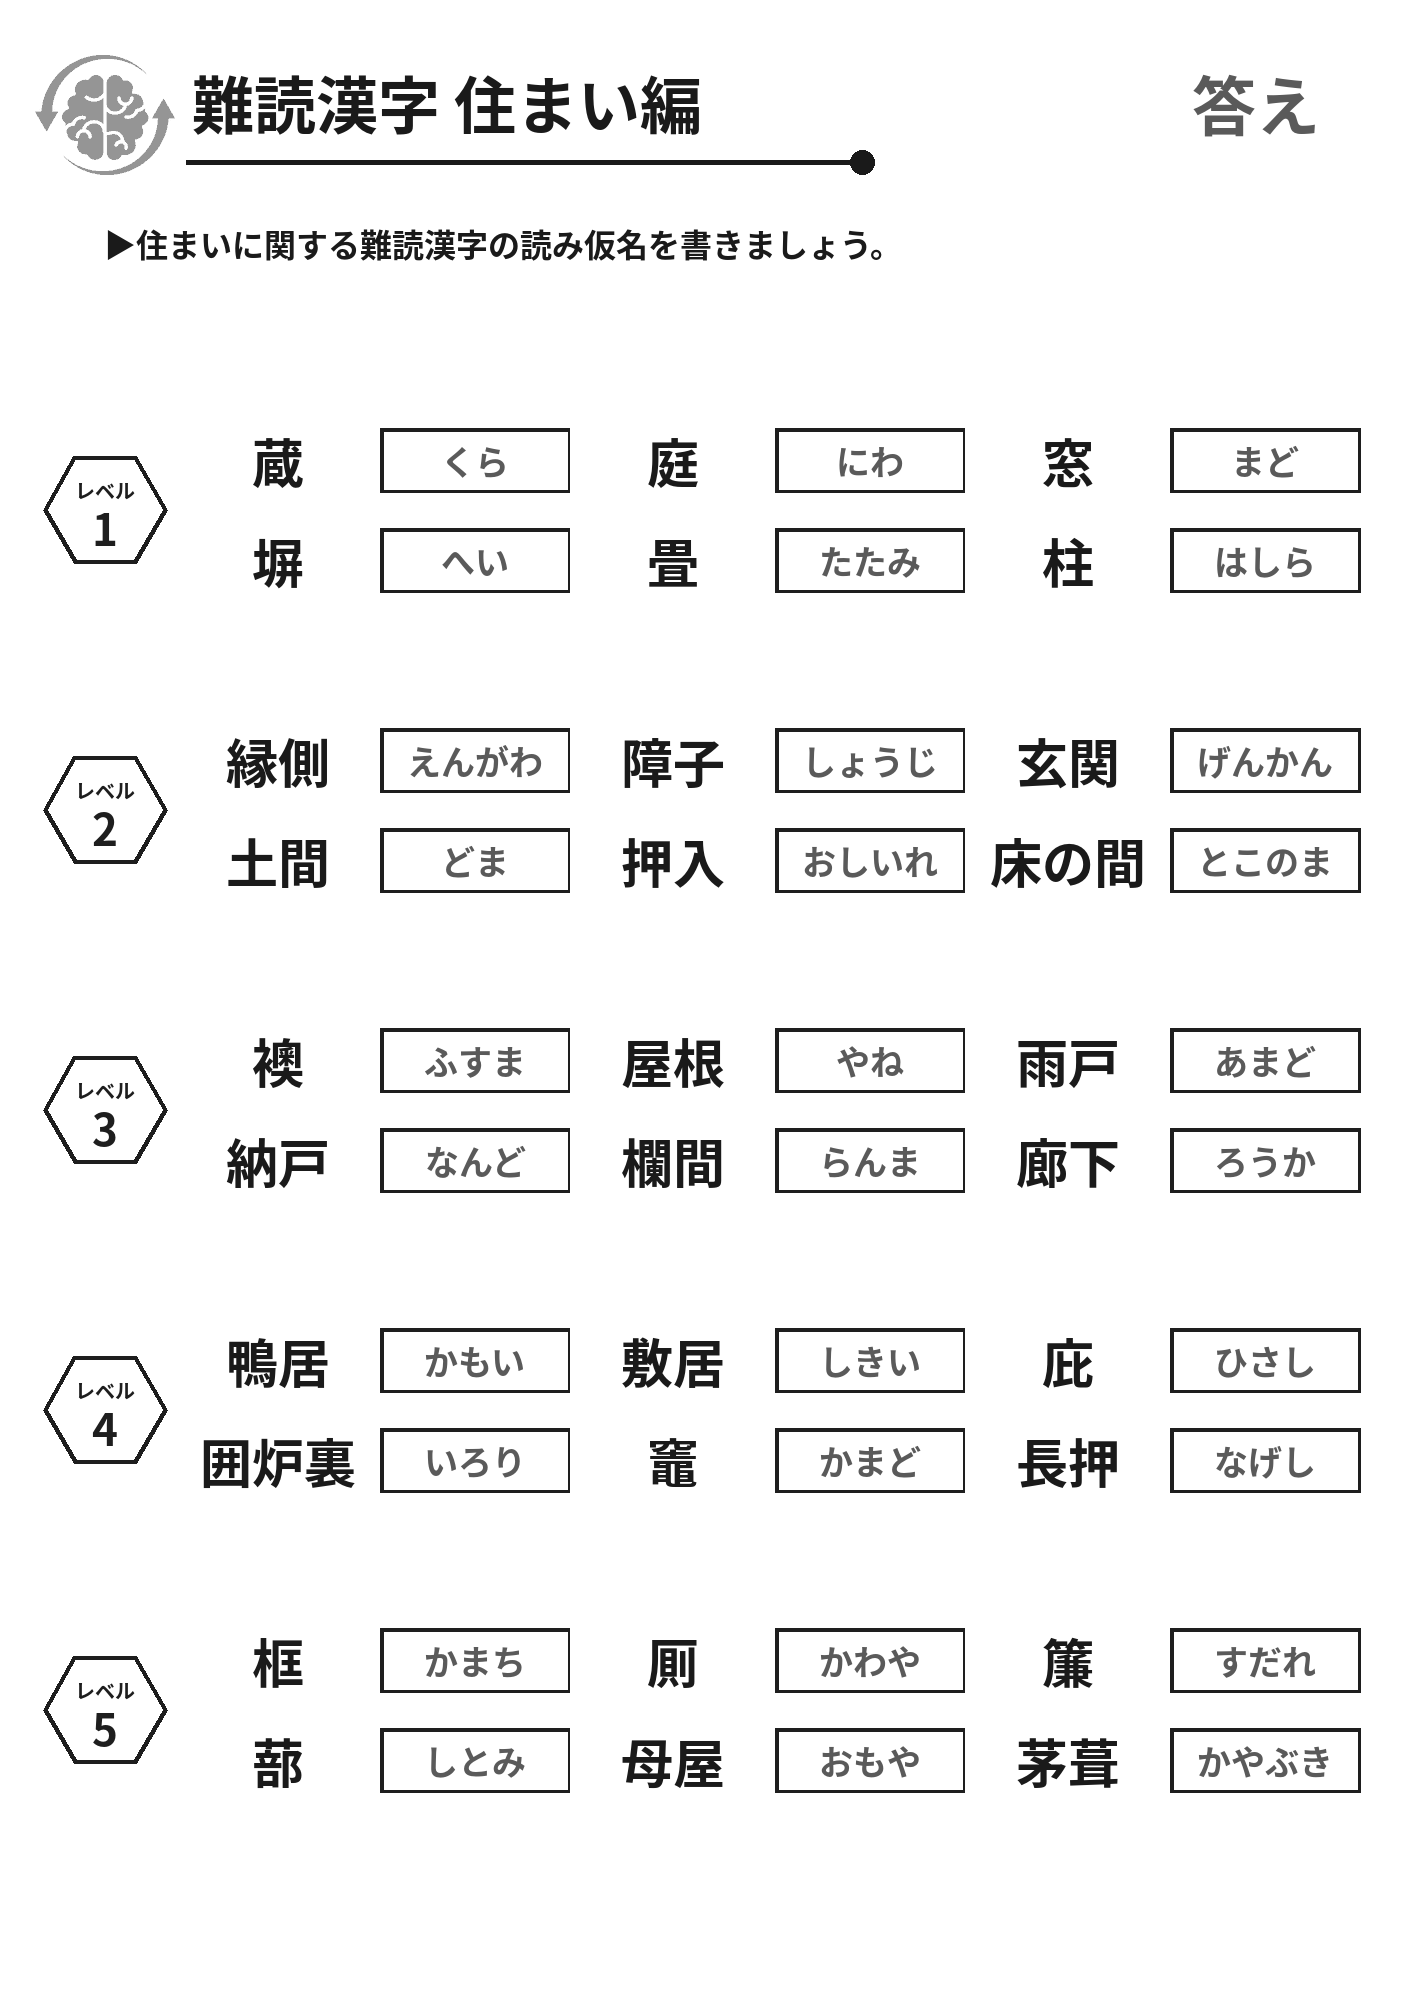 難読漢字 住まい編
答え
▶住まいに関する難読漢字の読み仮名を書きましょう。
レベル
1
蔵 くら 庭 にわ 窓 まど
塀 へい 畳 たたみ 柱 はしら
レベル
2
縁側 えんがわ 障子 しょうじ 玄関 げんかん
土間 どま 押入 おしいれ 床の間 とこのま
レベル
3
襖 ふすま 屋根 やね 雨戸 あまど
納戸 なんど 欄間 らんま 廊下 ろうか
レベル
4
鴨居 かもい 敷居 しきい 庇 ひさし
囲炉裏 いろり 竈 かまど 長押 なげし
レベル
5
框 かまち 厠 かわや 簾 すだれ
蔀 しとみ 母屋 おもや 茅葺 かやぶき